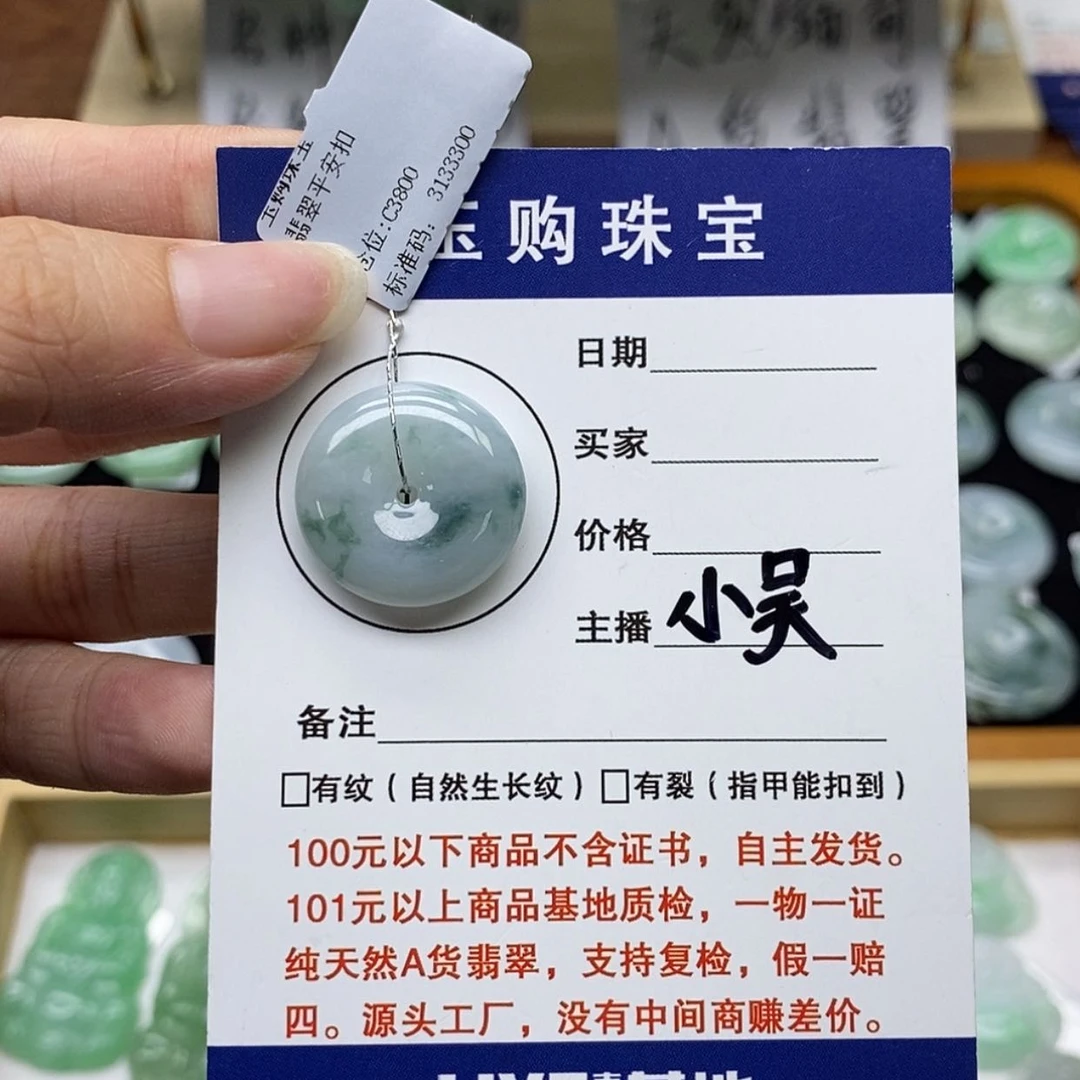 玉购珠宝
翡翠平安扣
仓位:C3800
标准码: 3133300
玉购珠宝
日期
买家
价格
主播 小吴
备注
□有纹（自然生长纹）□有裂（指甲能扣到）
100元以下商品不含证书，自主发货。
101元以上商品基地质检，一物一证
纯天然A货翡翠，支持复检，假一赔
四。源头工厂，没有中间商赚差价。